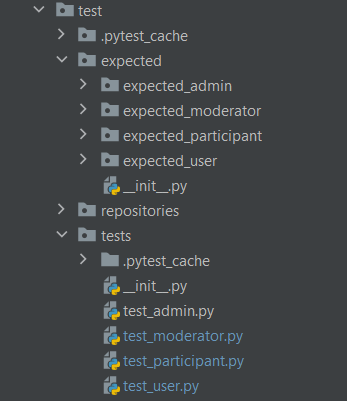 test
.pytest_cache
expected
expected_admin
expected_moderator
expected_participant
expected_user
__init__.py
repositories
tests
.pytest_cache
__init__.py
test_admin.py
test_moderator.py
test_participant.py
test_user.py